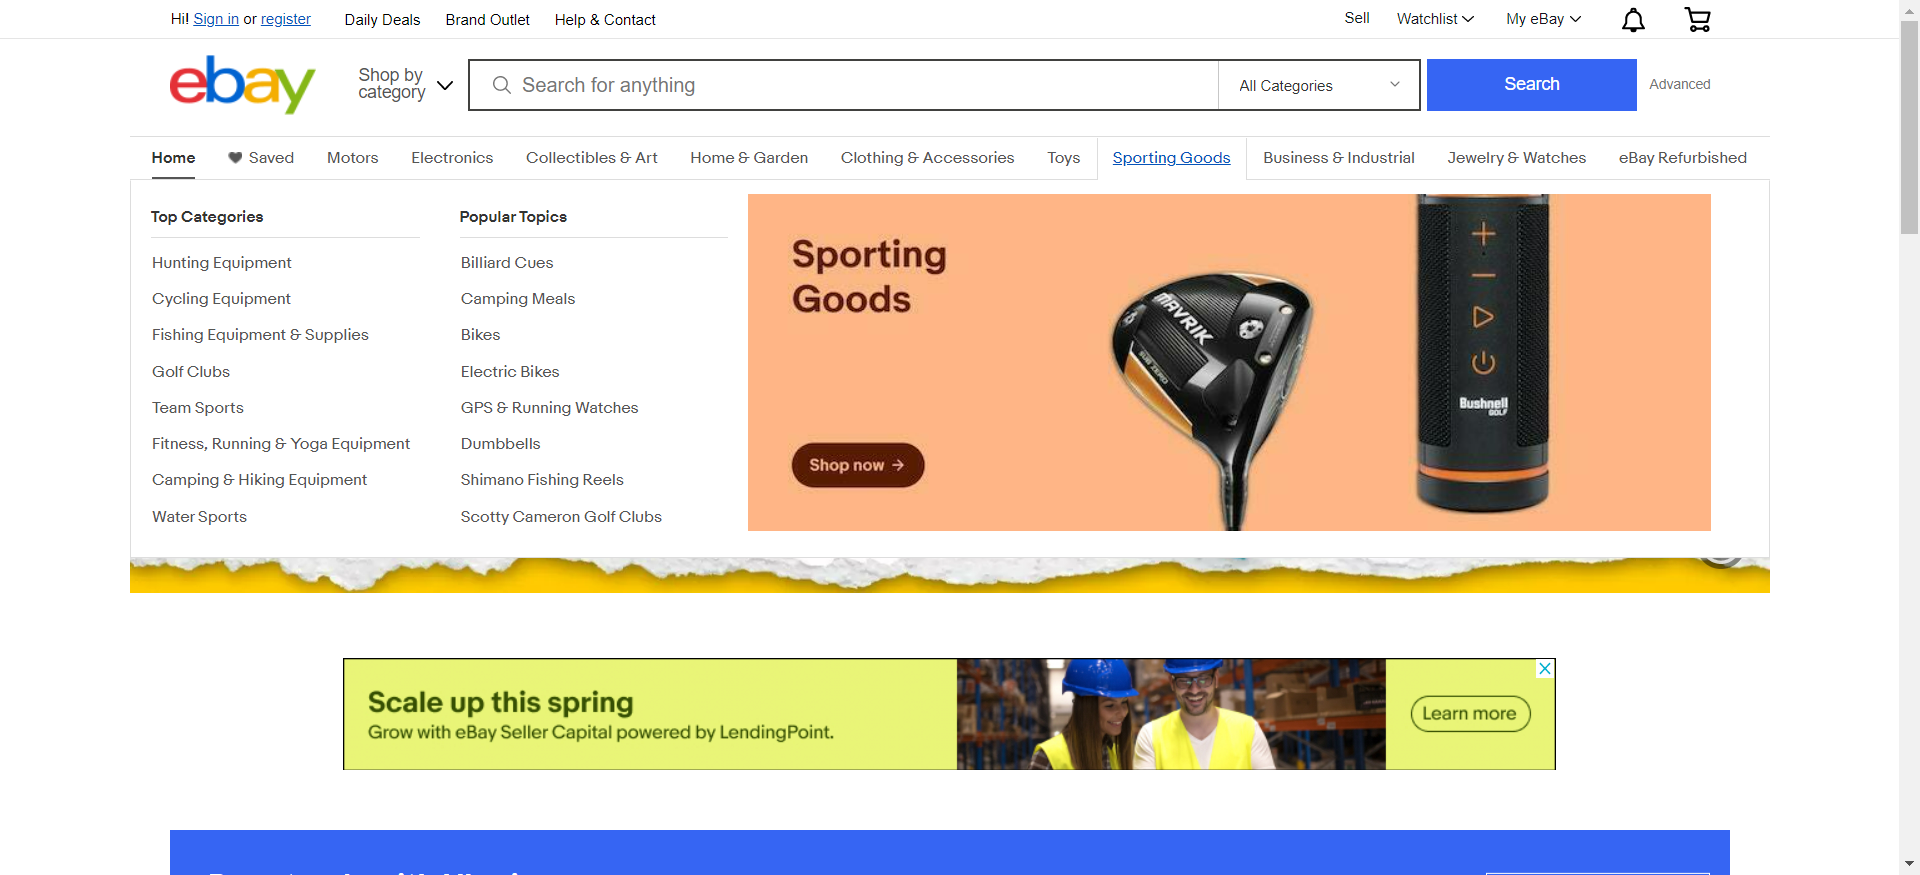 Hi! Sign in or register
Daily Deals
Brand Outlet
Help & Contact
Sell
Watchlist
My eBay
ebay
Shop by
category
Search for anything
All Categories
Search
Advanced
Home
Saved
Motors
Electronics
Collectibles & Art
Home & Garden
Clothing & Accessories
Toys
Sporting Goods
Business & Industrial
Jewelry & Watches
eBay Refurbished
Top Categories
Hunting Equipment
Cycling Equipment
Fishing Equipment & Supplies
Golf Clubs
Team Sports
Fitness, Running & Yoga Equipment
Camping & Hiking Equipment
Water Sports
Popular Topics
Billiard Cues
Camping Meals
Bikes
Electric Bikes
GPS & Running Watches
Dumbbells
Shimano Fishing Reels
Scotty Cameron Golf Clubs
Sporting
Goods
Shop now →
MAVRIK
SUB ZERO
Bushnell
GOLF
Scale up this spring
Grow with eBay Seller Capital powered by LendingPoint.
Learn more